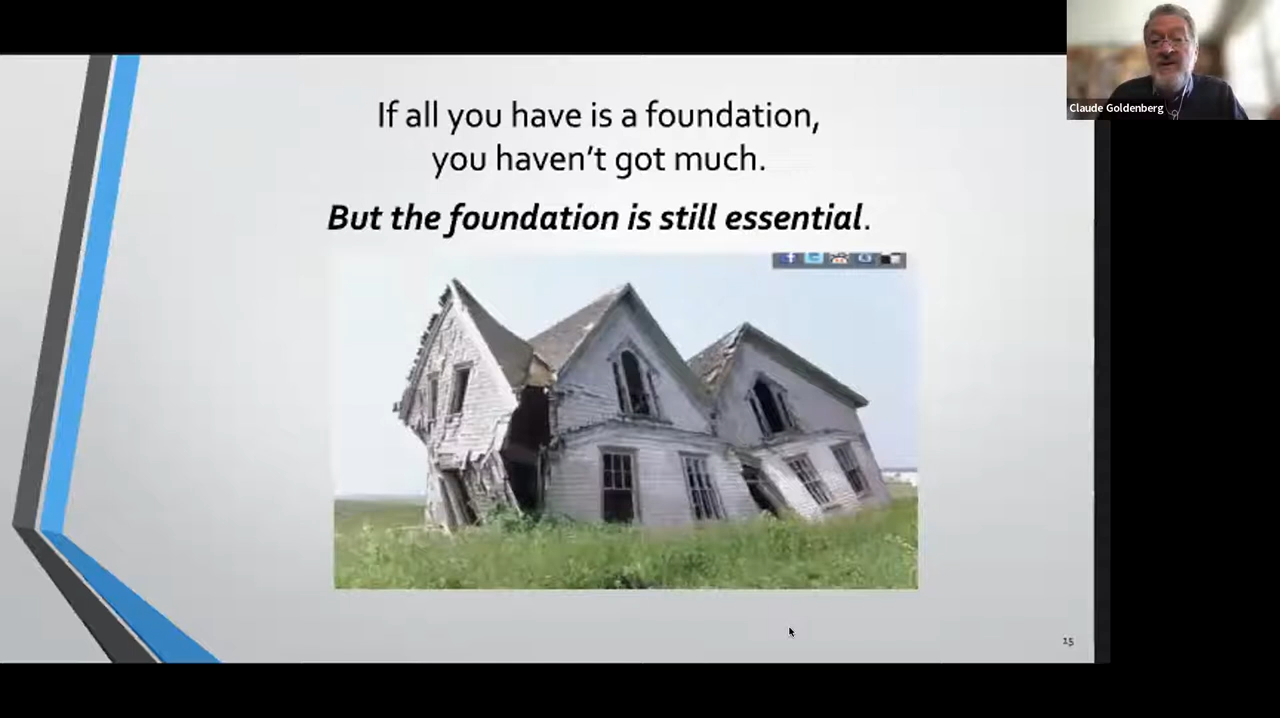 If all you have is a foundation,
you haven't got much.
But the foundation is still essential.
Claude Goldenberg
15